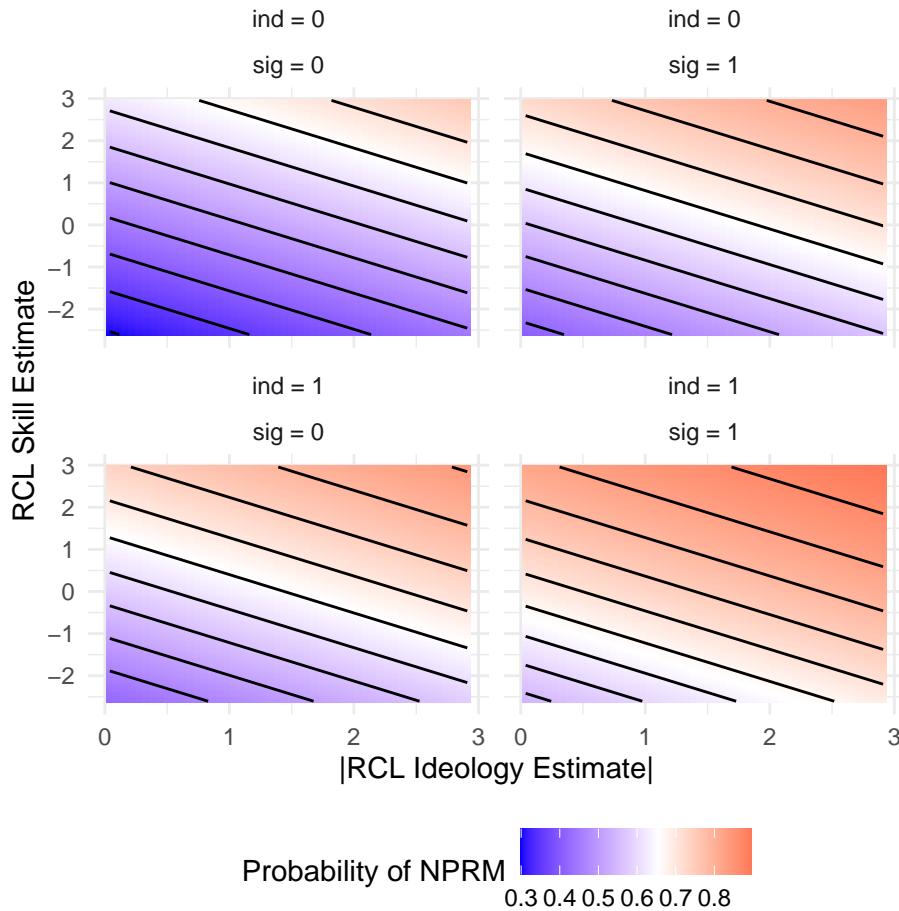 ind = 0
ind = 0
sig = 0
sig = 1
3
2
1
0
−1
−2
ind = 1
ind = 1
sig = 0
sig = 1
3
2
1
0
−1
−2
RCL Skill Estimate
0 1 2 3
0 1 2 3
|RCL Ideology Estimate|
Probability of NPRM
0.3 0.4 0.5 0.6 0.7 0.8